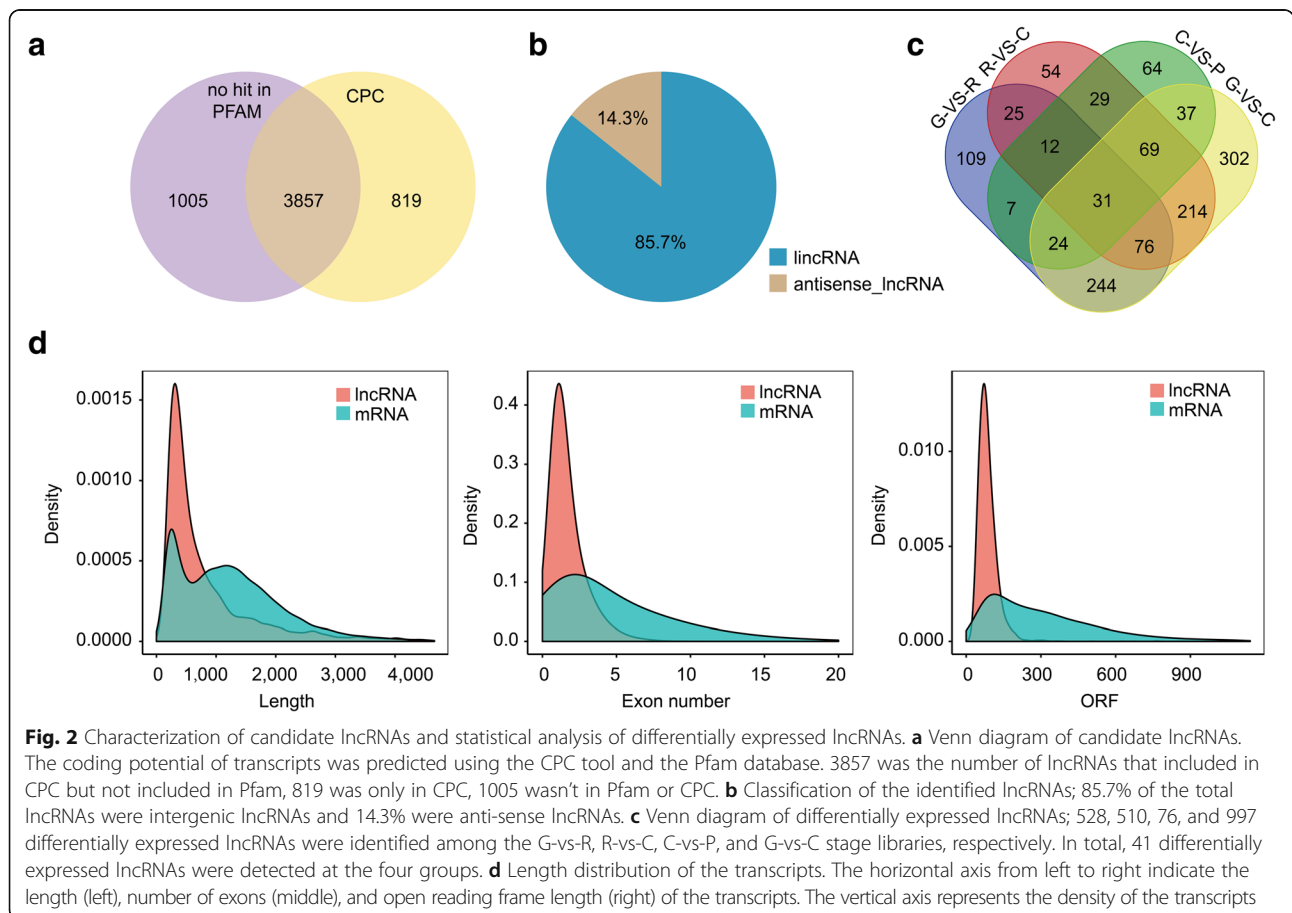 a
no hit in
PFAM
CPC
1005
3857
819
b
14.3%
85.7%
lincRNA
antisense_lncRNA
c
G-VS-R
R-VS-C
C-VS-P
G-VS-C
54
64
25
29
37
109
12
69
302
7
31
214
24
76
244
d
0.0015
0.0010
0.0005
0.0000
Density
lncRNA
mRNA
0
1,000
2,000
3,000
4,000
Length
0.4
0.3
0.2
0.1
0.0
Density
lncRNA
mRNA
0
5
10
15
20
Exon number
0.010
0.005
0.000
Density
lncRNA
mRNA
0
300
600
900
ORF
Fig. 2 Characterization of candidate lncRNAs and statistical analysis of differentially expressed lncRNAs. a Venn diagram of candidate lncRNAs.
The coding potential of transcripts was predicted using the CPC tool and the Pfam database. 3857 was the number of lncRNAs that included in
CPC but not included in Pfam, 819 was only in CPC, 1005 wasn't in Pfam or CPC. b Classification of the identified lncRNAs; 85.7% of the total
lncRNAs were intergenic lncRNAs and 14.3% were anti-sense lncRNAs. c Venn diagram of differentially expressed lncRNAs; 528, 510, 76, and 997
differentially expressed lncRNAs were identified among the G-vs-R, R-vs-C, C-vs-P, and G-vs-C stage libraries, respectively. In total, 41 differentially
expressed lncRNAs were detected at the four groups. d Length distribution of the transcripts. The horizontal axis from left to right indicate the
length (left), number of exons (middle), and open reading frame length (right) of the transcripts. The vertical axis represents the density of the transcripts